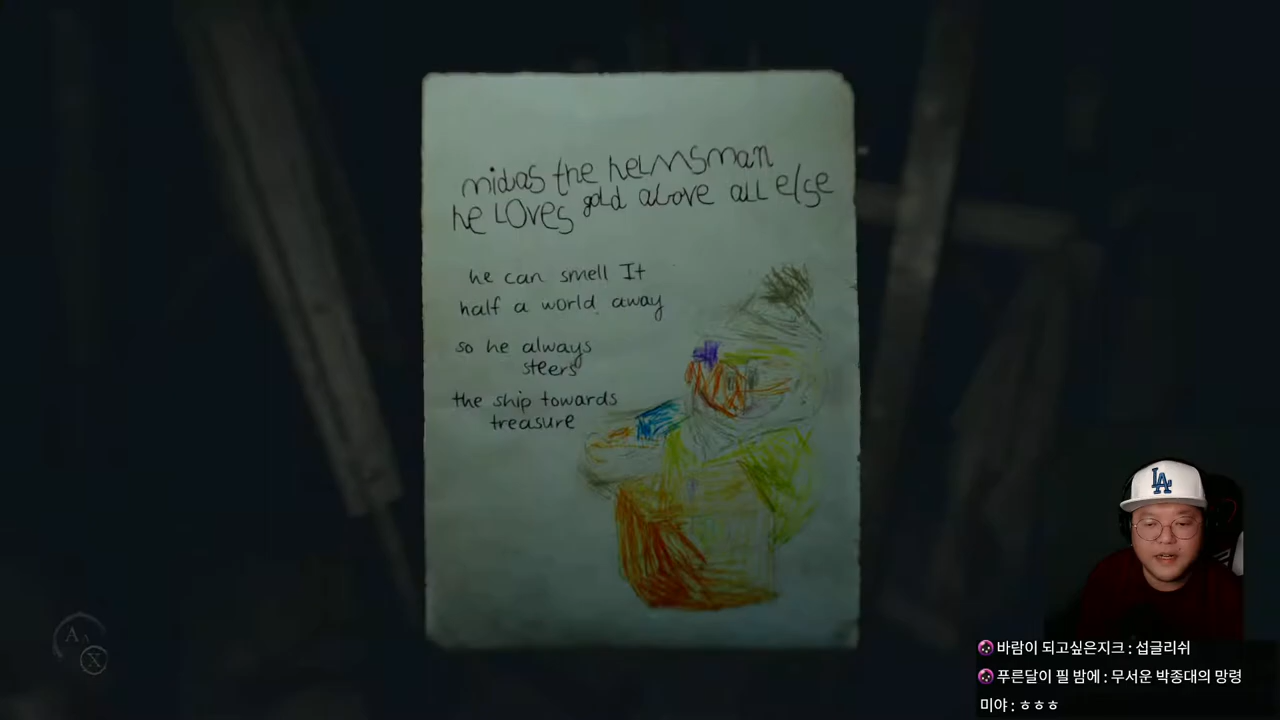 midas the heLMsman
he LOves gold above aLL else
he can smell It
half a world away
so he always
steers
the ship towards
treasure
LA
A
X
바람이 되고싶은지크 : 섭글리쉬
푸른달이 필 밤에 : 무서운 박종대의 망령
미야 : ㅎㅎㅎ